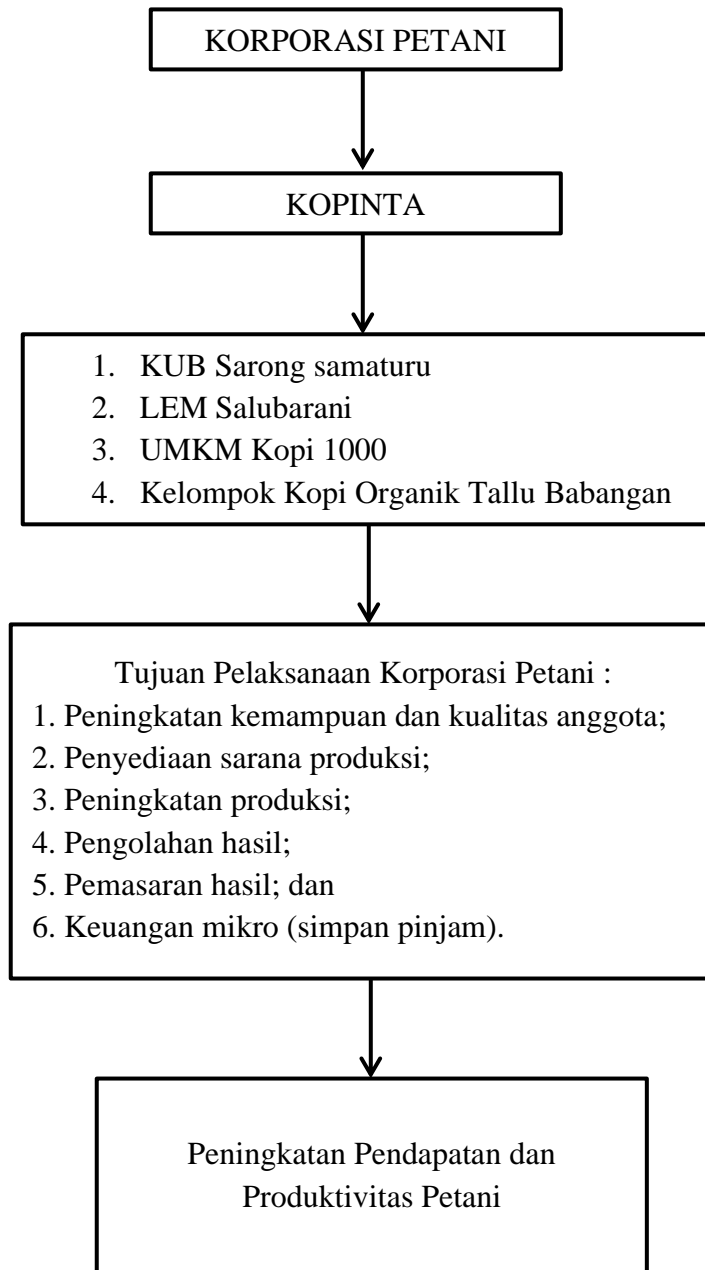 KORPORASI PETANI
KOPINTA
1. KUB Sarong samaturu
2. LEM Salubarani
3. UMKM Kopi 1000
4. Kelompok Kopi Organik Tallu Babangan
Tujuan Pelaksanaan Korporasi Petani :
1. Peningkatan kemampuan dan kualitas anggota;
2. Penyediaan sarana produksi;
3. Peningkatan produksi;
4. Pengolahan hasil;
5. Pemasaran hasil; dan
6. Keuangan mikro (simpan pinjam).
Peningkatan Pendapatan dan
Produktivitas Petani